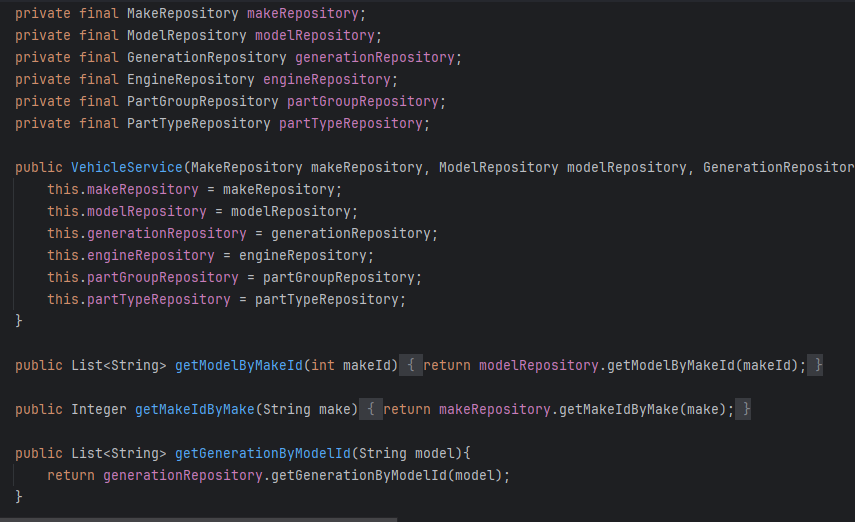 private final MakeRepository makeRepository;
private final ModelRepository modelRepository;
private final GenerationRepository generationRepository;
private final EngineRepository engineRepository;
private final PartGroupRepository partGroupRepository;
private final PartTypeRepository partTypeRepository;
public VehicleService(MakeRepository makeRepository, ModelRepository modelRepository, GenerationRepositor
this.makeRepository = makeRepository;
this.modelRepository = modelRepository;
this.generationRepository = generationRepository;
this.engineRepository = engineRepository;
this.partGroupRepository = partGroupRepository;
this.partTypeRepository = partTypeRepository;
}
public List<String> getModelByMakeId(int makeId) { return modelRepository.getModelByMakeId(makeId); }
public Integer getMakeIdByMake(String make) { return makeRepository.getMakeIdByMake(make); }
public List<String> getGenerationByModelId(String model){
return generationRepository.getGenerationByModelId(model);
}